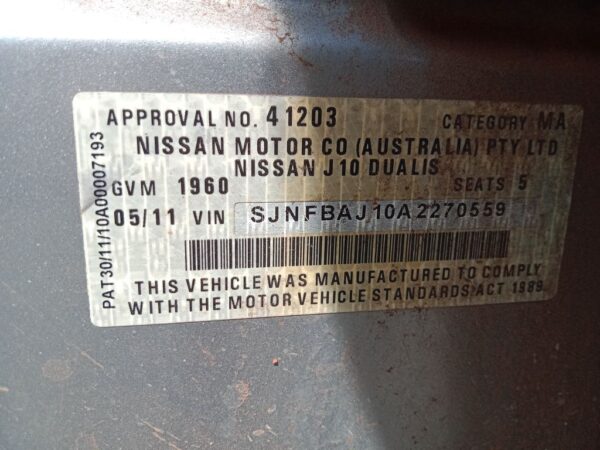 APPROVAL NO. 41203 CATEGORY MA
NISSAN MOTOR CO (AUSTRALIA) PTY LTD
NISSAN J10 DUALIS
GVM 1960 SEATS 5
05/11 VIN SJNFBAJ10A2270559
THIS VEHICLE WAS MANUFACTURED TO COMPLY
WITH THE MOTOR VEHICLE STANDARDS ACT 1989
PAT30/11/10A00007193